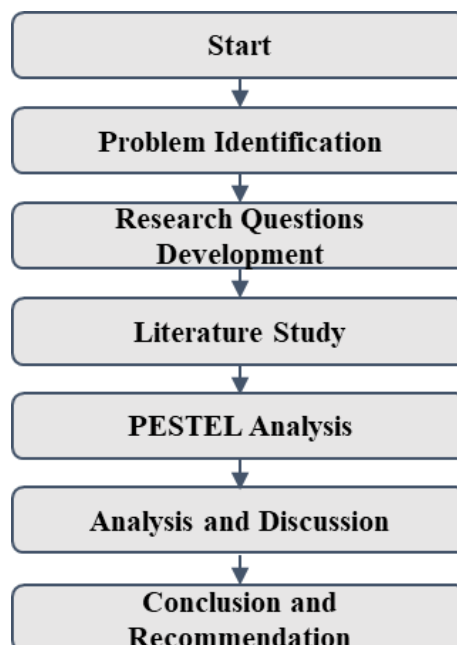 Start
Problem Identification
Research Questions
Development
Literature Study
PESTEL Analysis
Analysis and Discussion
Conclusion and
Recommendation